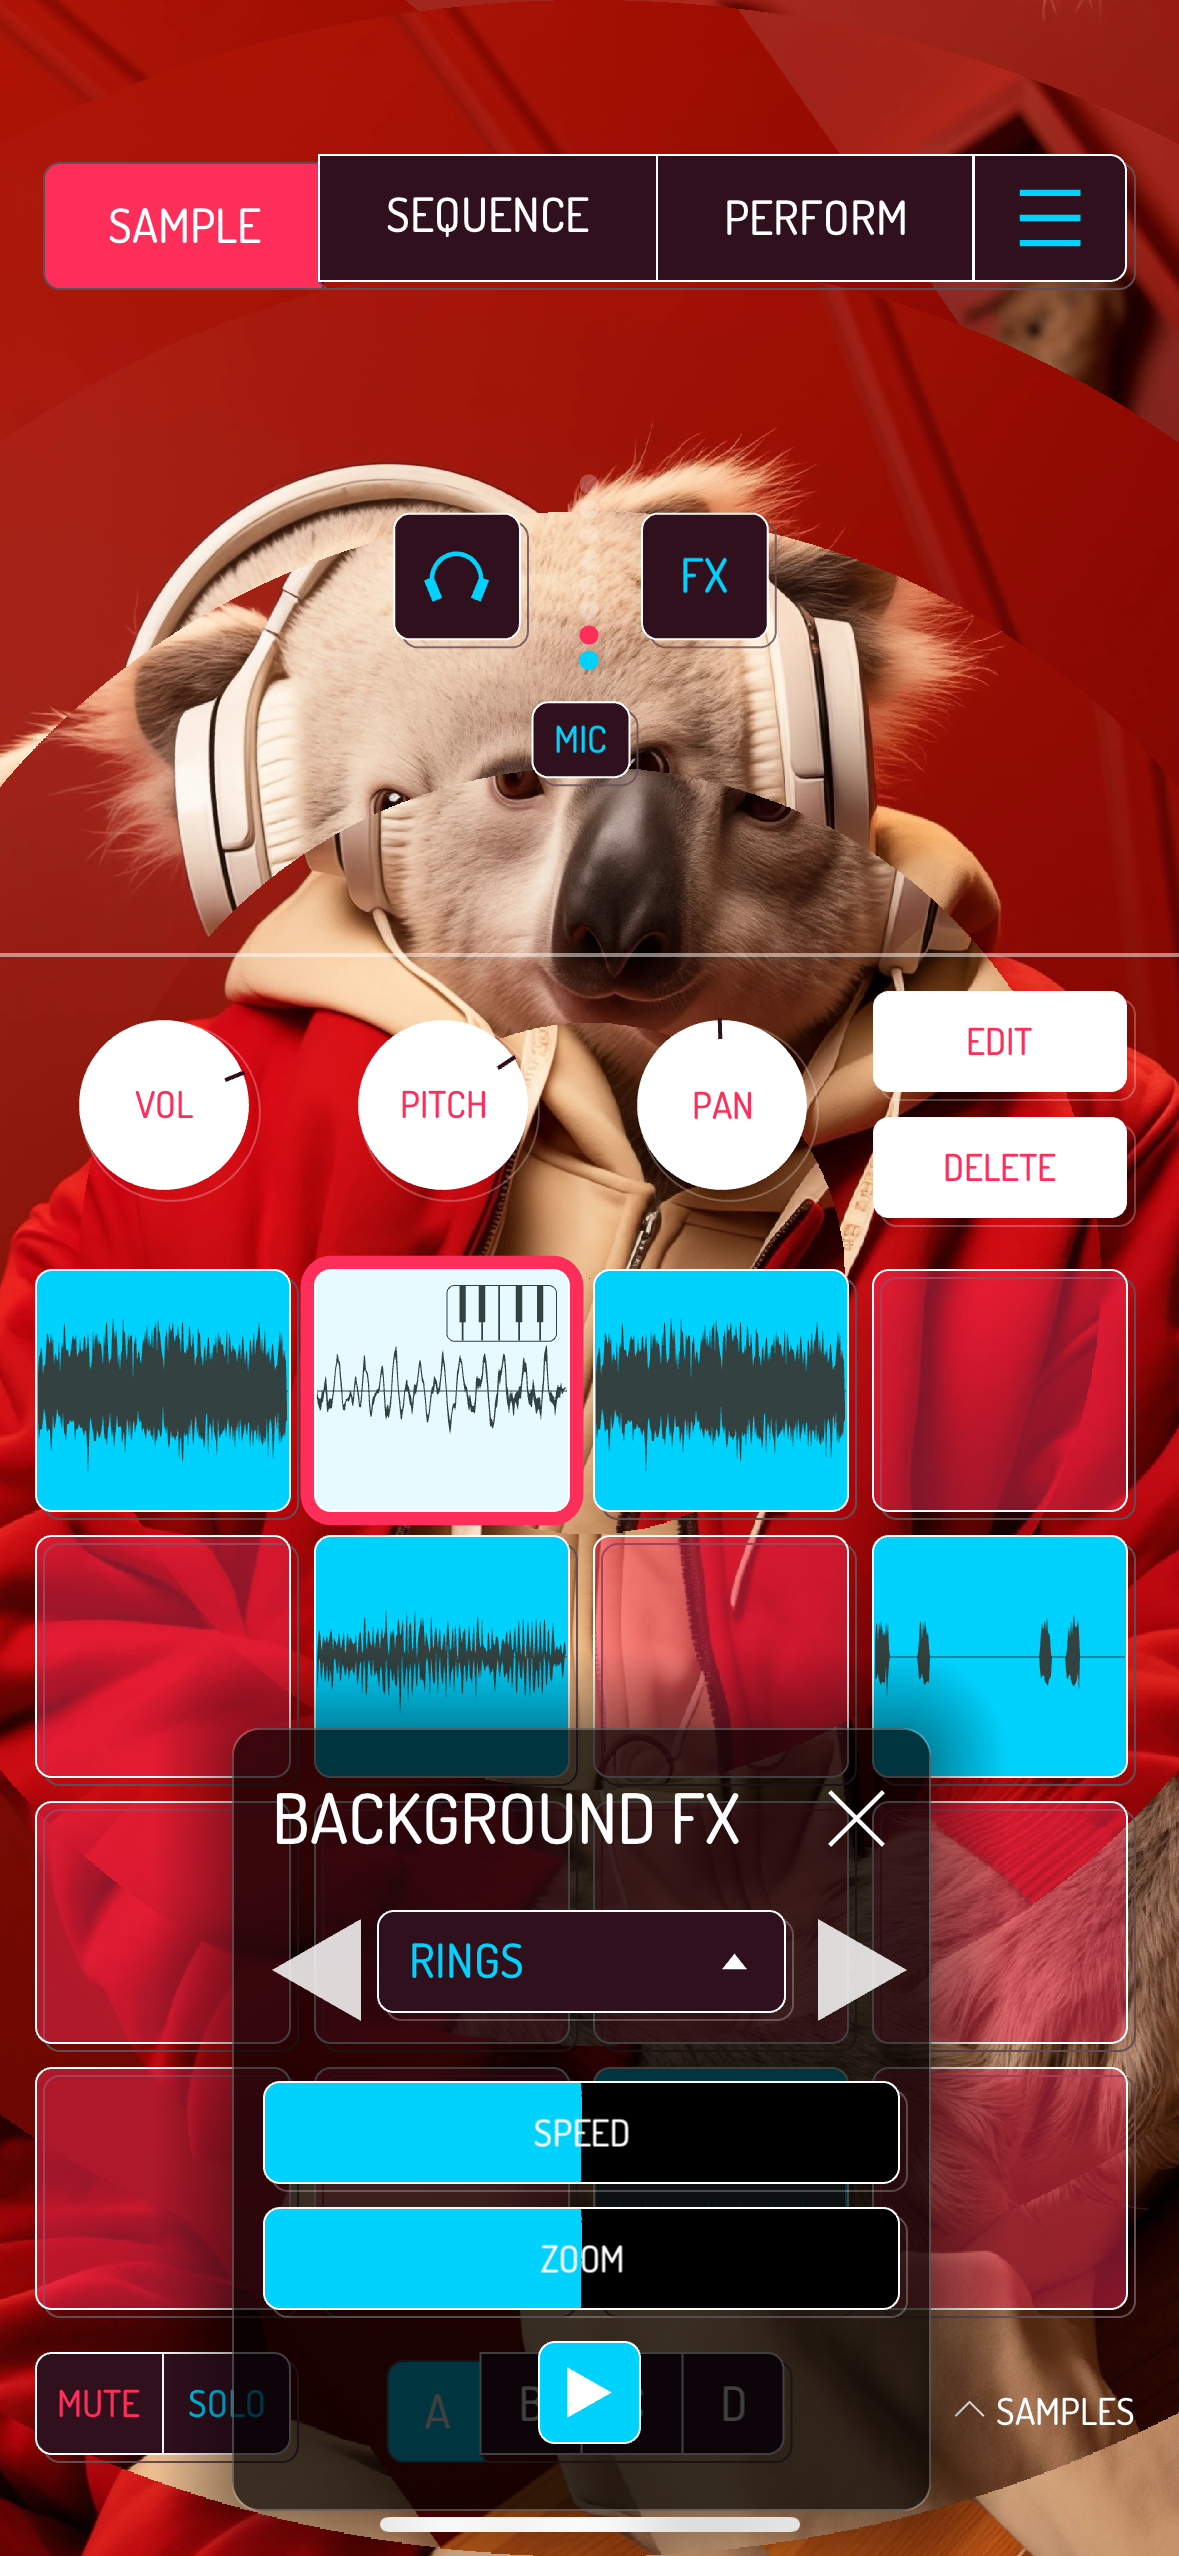 SAMPLE SEQUENCE PERFORM
FX
MIC
VOL PITCH PAN EDIT
DELETE
BACKGROUND FX
RINGS
SPEED
ZOOM
MUTE SOLO A B D SAMPLES